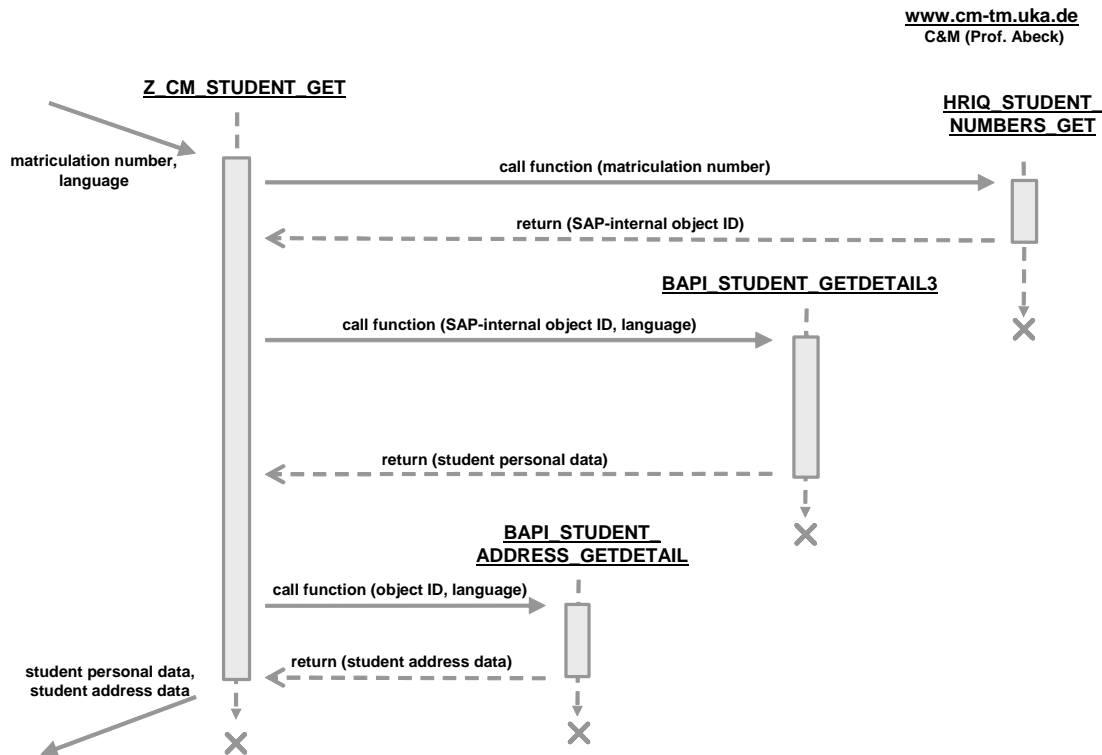 www.cm-tm.uka.de
C&M (Prof. Abeck)
Z_CM_STUDENT_GET
HRIQ_STUDENT_
NUMBERS_GET
matriculation number,
language
call function (matriculation number)
return (SAP-internal object ID)
BAPI_STUDENT_GETDETAIL3
call function (SAP-internal object ID, language)
return (student personal data)
BAPI_STUDENT_
ADDRESS_GETDETAIL
call function (object ID, language)
return (student address data)
student personal data,
student address data